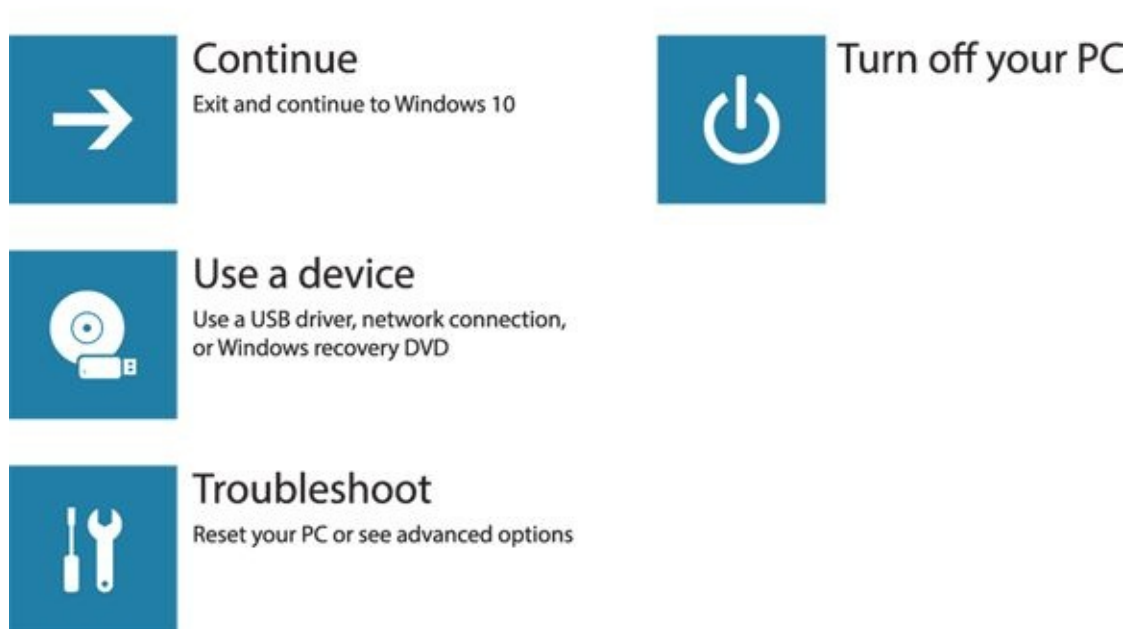 Continue
Exit and continue to Windows 10
Turn off your PC
Use a device
Use a USB driver, network connection,
or Windows recovery DVD
Troubleshoot
Reset your PC or see advanced options